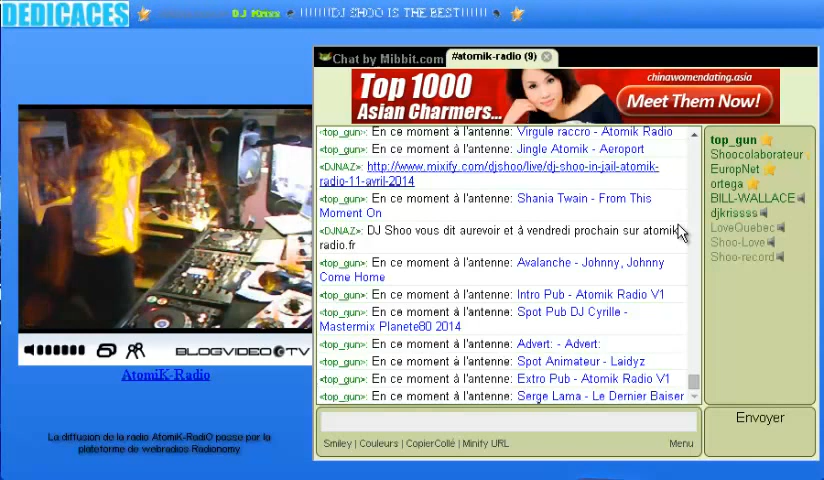 DEDICACES
DJ Krixs !!!!!!!DJ SHOO IS THE BEST!!!!!!
Chat by Mibbit.com #atomik-radio (9)
Top 1000
Asian Charmers...
chinawomendating.asia
Meet Them Now!
<top_gun>: En ce moment à l'antenne: Virgule raccro - Atomik Radio
<top_gun>: En ce moment à l'antenne: Jingle Atomik - Aeroport
<DJNAZ>: http://www.mixify.com/djshoo/live/dj-shoo-in-jail-atomik-
radio-11-avril-2014
<top_gun>: En ce moment à l'antenne: Shania Twain - From This
Moment On
<DJNAZ>: DJ Shoo vous dit aurevoir et à vendredi prochain sur atomik
radio.fr
<top_gun>: En ce moment à l'antenne: Avalanche - Johnny, Johnny
Come Home
<top_gun>: En ce moment à l'antenne: Intro Pub - Atomik Radio V1
<top_gun>: En ce moment à l'antenne: Spot Pub DJ Cyrille -
Mastermix Planete80 2014
<top_gun>: En ce moment à l'antenne: Advert: - Advert:
<top_gun>: En ce moment à l'antenne: Spot Animateur - Laidyz
<top_gun>: En ce moment à l'antenne: Extro Pub - Atomik Radio V1
<top_gun>: En ce moment à l'antenne: Serge Lama - Le Dernier Baiser
top_gun
Shoocolaborateur
EuropNet
ortega
BILL-WALLACE
djkrissss
LoveQuebec
Shoo-Love
Shoo-record
Envoyer
Smiley | Couleurs | CopierCollé | Minify URL
Menu
BLOGVIDEO TV
AtomiK-Radio
La diffusion de la radio AtomiK-RadiO passe par la
plateforme de webradios Radionomy